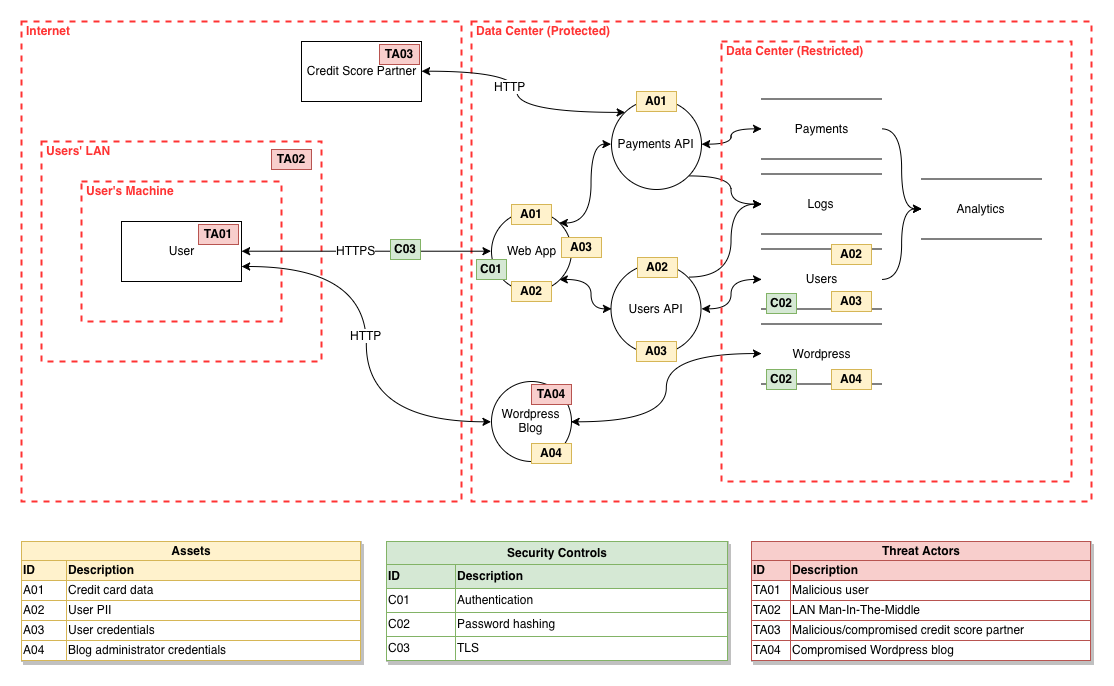 Internet
Data Center (Protected)
Data Center (Restricted)
TA03
Credit Score Partner
HTTP
A01
Payments API
Payments
Users' LAN
TA02
User's Machine
TA01
User
HTTPS
C03
A01
Web App
A03
C01
A02
Logs
Analytics
A02
Users API
A03
A02
Users
C02
A03
HTTP
Wordpress
C02
A04
TA04
Wordpress
Blog
A04
Assets
ID Description
A01 Credit card data
A02 User PII
A03 User credentials
A04 Blog administrator credentials
Security Controls
ID Description
C01 Authentication
C02 Password hashing
C03 TLS
Threat Actors
ID Description
TA01 Malicious user
TA02 LAN Man-In-The-Middle
TA03 Malicious/compromised credit score partner
TA04 Compromised Wordpress blog